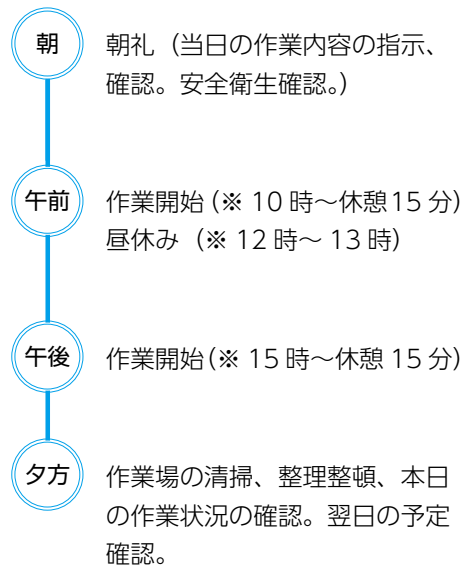 朝
朝礼（当日の作業内容の指示、
確認。安全衛生確認。）
午前
作業開始（※ 10 時～休憩15 分）
昼休み（※ 12 時～ 13 時）
午後
作業開始（※ 15 時～休憩 15 分）
夕方
作業場の清掃、整理整頓、本日
の作業状況の確認。翌日の予定
確認。